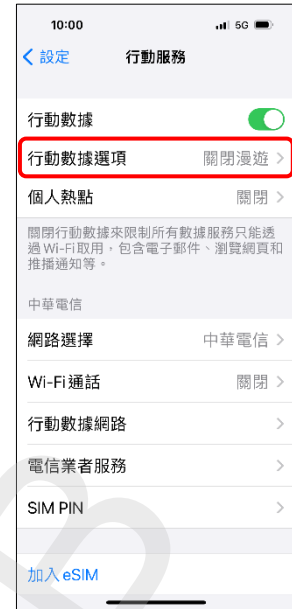 10:00 5G
設定 行動服務
行動數據
行動數據選項 關閉漫遊
個人熱點 關閉
關閉行動數據來限制所有數據服務只能透
過 Wi-Fi 取用，包含電子郵件、瀏覽網頁和
推播通知等。
中華電信
網路選擇 中華電信
Wi-Fi 通話 關閉
行動數據網路
電信業者服務
SIM PIN
加入 eSIM